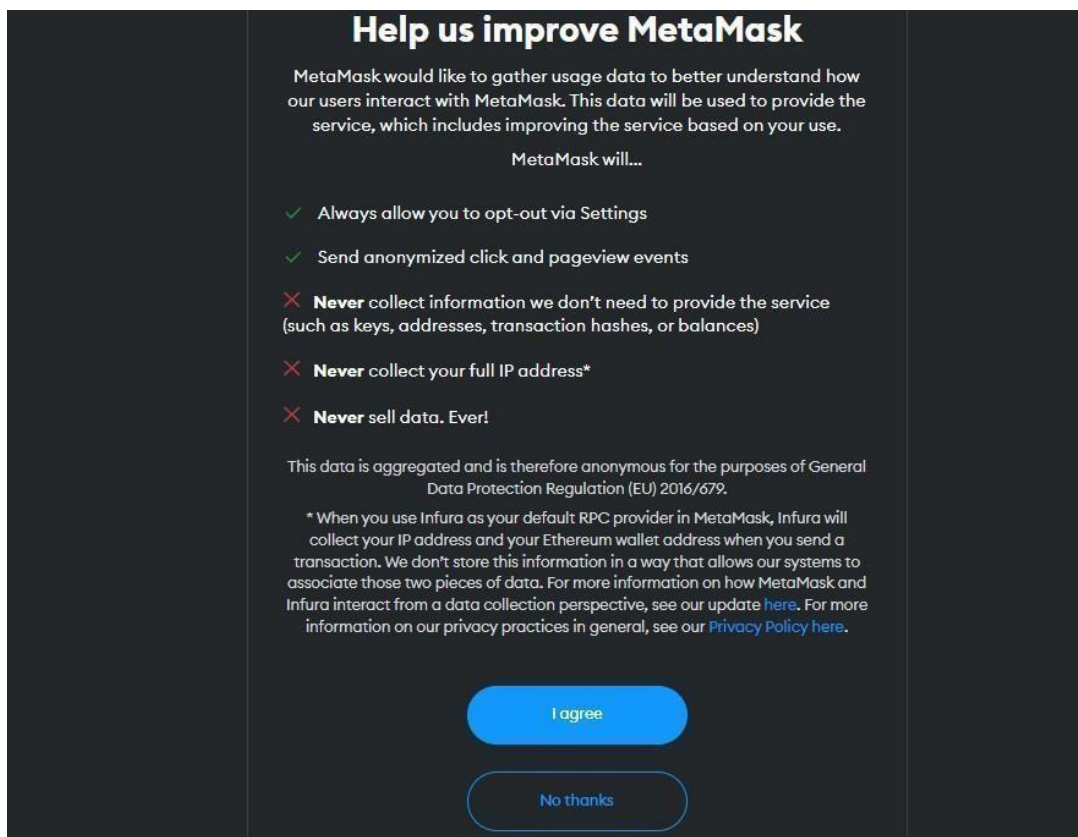 Help us improve MetaMask
MetaMask would like to gather usage data to better understand how
our users interact with MetaMask. This data will be used to provide the
service, which includes improving the service based on your use.
MetaMask will...
Always allow you to opt-out via Settings
Send anonymized click and pageview events
Never collect information we don't need to provide the service
(such as keys, addresses, transaction hashes, or balances)
Never collect your full IP address*
Never sell data. Ever!
This data is aggregated and is therefore anonymous for the purposes of General
Data Protection Regulation (EU) 2016/679.
* When you use Infura as your default RPC provider in MetaMask, Infura will
collect your IP address and your Ethereum wallet address when you send a
transaction. We don't store this information in a way that allows our systems to
associate those two pieces of data. For more information on how MetaMask and
Infura interact from a data collection perspective, see our update here. For more
information on our privacy practices in general, see our Privacy Policy here.
I agree
No thanks